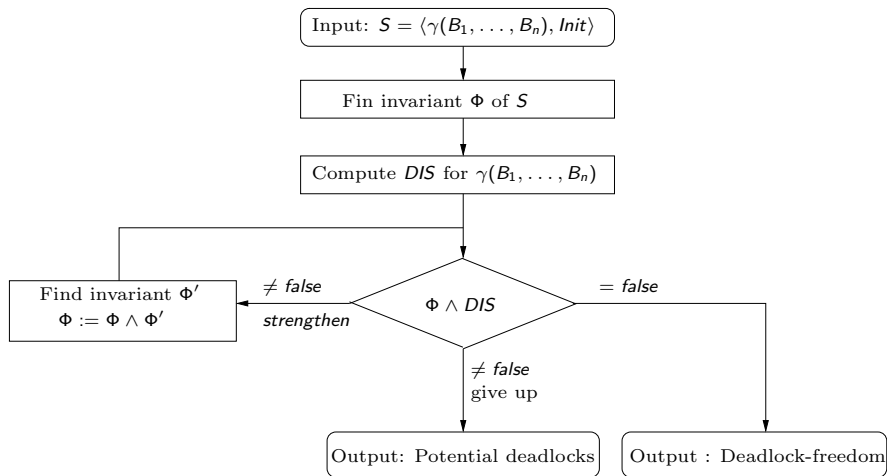 Input: S = ⟨γ(B₁, . . . , Bₙ), Init⟩
Fin invariant Φ of S
Compute DIS for γ(B₁, . . . , Bₙ)
Find invariant Φ′
Φ := Φ ∧ Φ′
≠ false
strengthen
Φ ∧ DIS
= false
≠ false
give up
Output: Potential deadlocks
Output : Deadlock-freedom